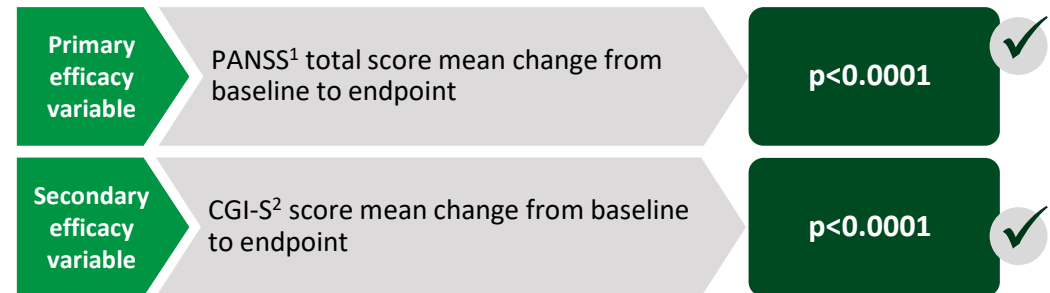 Primary
efficacy
variable
PANSS¹ total score mean change from
baseline to endpoint
p<0.0001
Secondary
efficacy
variable
CGI-S² score mean change from baseline
to endpoint
p<0.0001